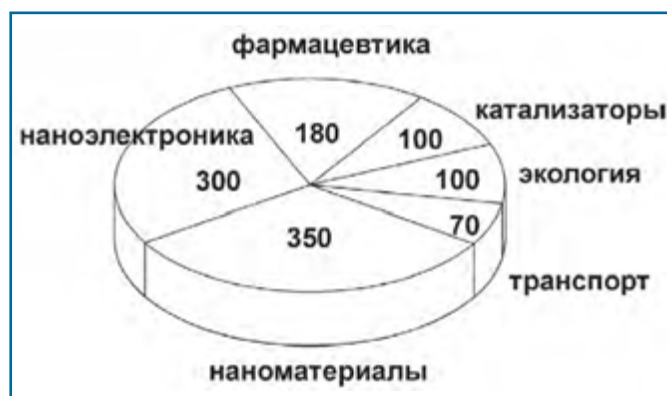 фармацевтика
катализаторы
наноэлектроника
180
100
300
100
экология
350
70
транспорт
наноматериалы